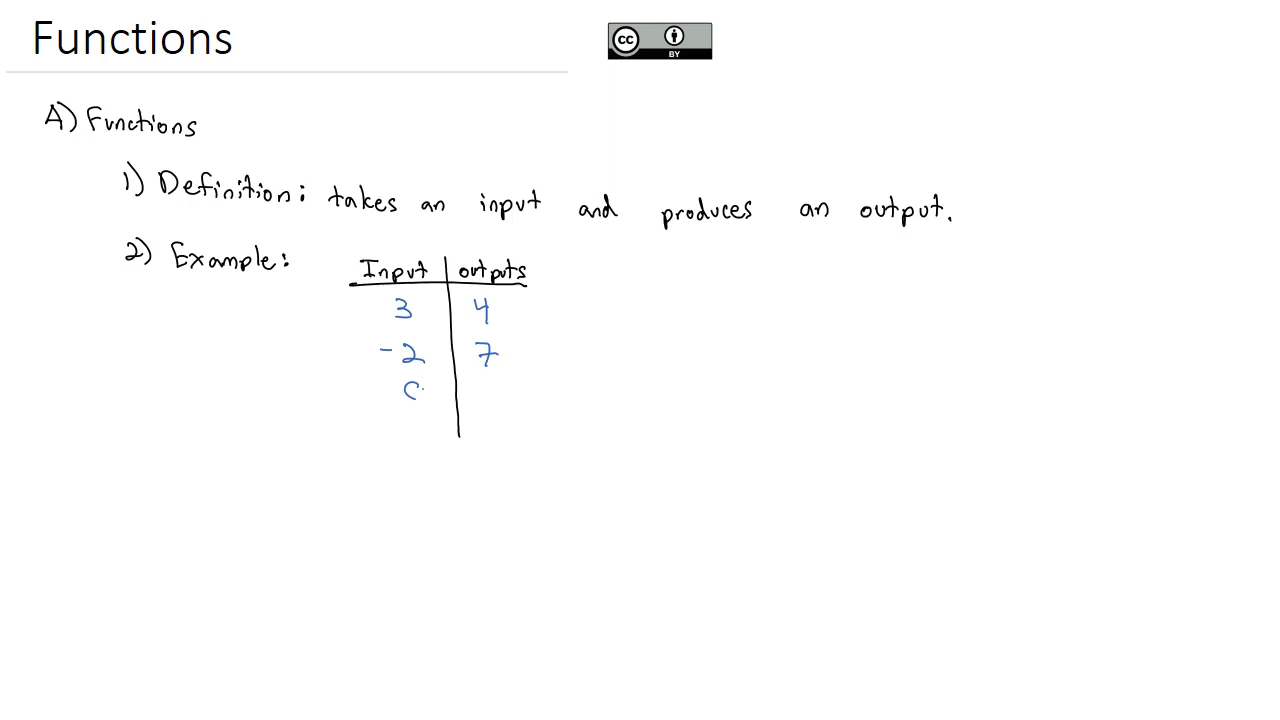 Functions
cc BY
A) Functions
1) Definition: takes an input and produces an output.
2) Example:
Input | outputs
3 | 4
-2 | 7